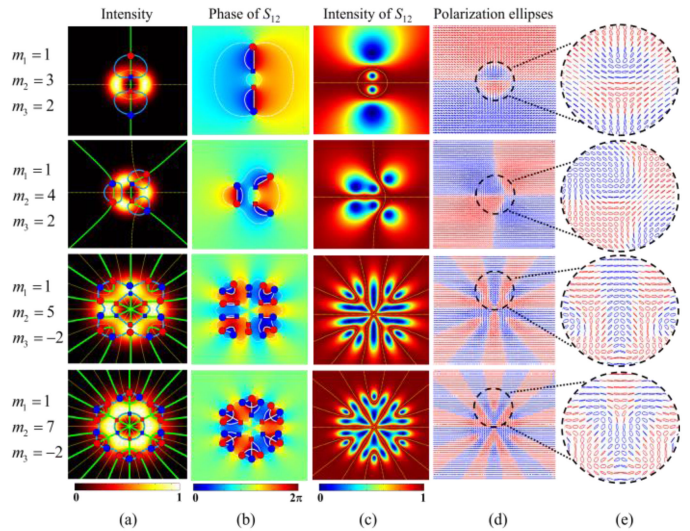 Intensity
Phase of S₁₂
Intensity of S₁₂
Polarization ellipses
m₁ = 1
m₂ = 3
m₃ = 2
m₁ = 1
m₂ = 4
m₃ = 2
m₁ = 1
m₂ = 5
m₃ = −2
m₁ = 1
m₂ = 7
m₃ = −2
0 1
0 2π
0 1
(a) (b) (c) (d) (e)